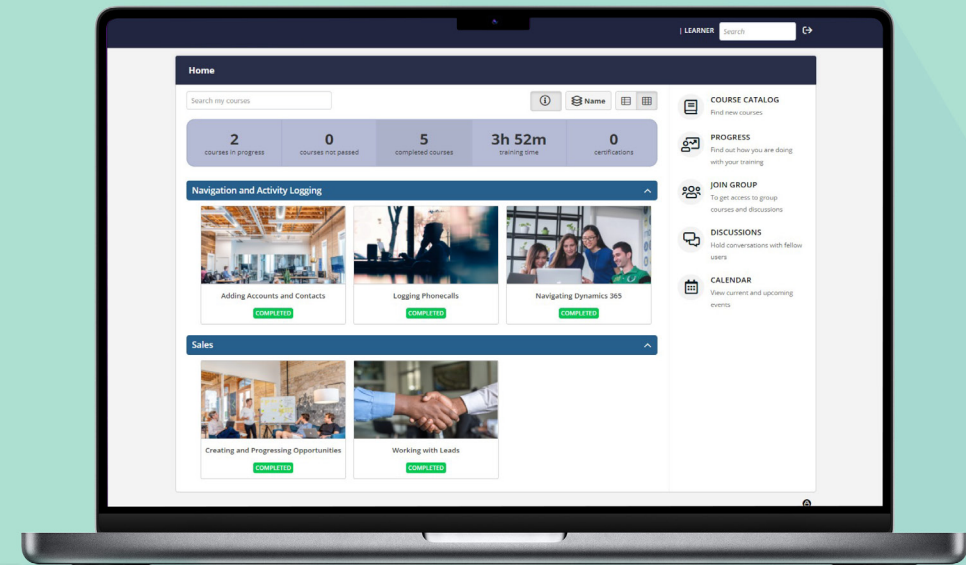 | LEARNER
Search
Home
Search my courses
Name
2
courses in progress
0
courses not passed
5
completed courses
3h 52m
training time
0
certifications
Navigation and Activity Logging
Adding Accounts and Contacts
COMPLETED
Logging Phonecalls
COMPLETED
Navigating Dynamics 365
COMPLETED
Sales
Creating and Progressing Opportunities
COMPLETED
Working with Leads
COMPLETED
COURSE CATALOG
Find new courses
PROGRESS
Find out how you are doing
with your training
JOIN GROUP
To get access to group
courses and discussions
DISCUSSIONS
Hold conversations with fellow
users
CALENDAR
View current and upcoming
events